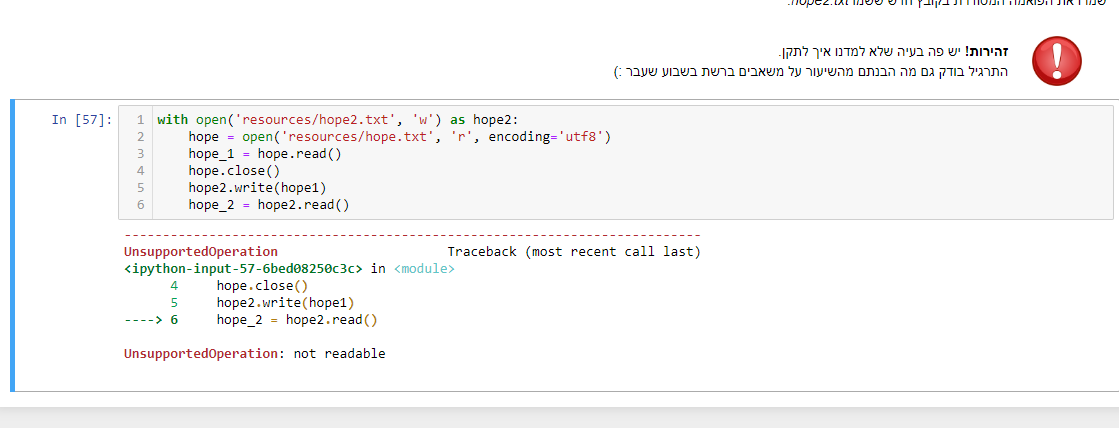 hope2.txt
זהירות! יש פה בעיה שלא למדנו איך לתקן.
התרגיל בודק גם מה הבנתם מהשיעור על משאבים ברשת בשבוע שעבר :)
In [57]:
1 with open('resources/hope2.txt', 'w') as hope2:
2     hope = open('resources/hope.txt', 'r', encoding='utf8')
3     hope_1 = hope.read()
4     hope.close()
5     hope2.write(hope1)
6     hope_2 = hope2.read()
---------------------------------------------------------------------------
UnsupportedOperation                      Traceback (most recent call last)
<ipython-input-57-6bed08250c3c> in <module>
      4     hope.close()
      5     hope2.write(hope1)
----> 6     hope_2 = hope2.read()
UnsupportedOperation: not readable